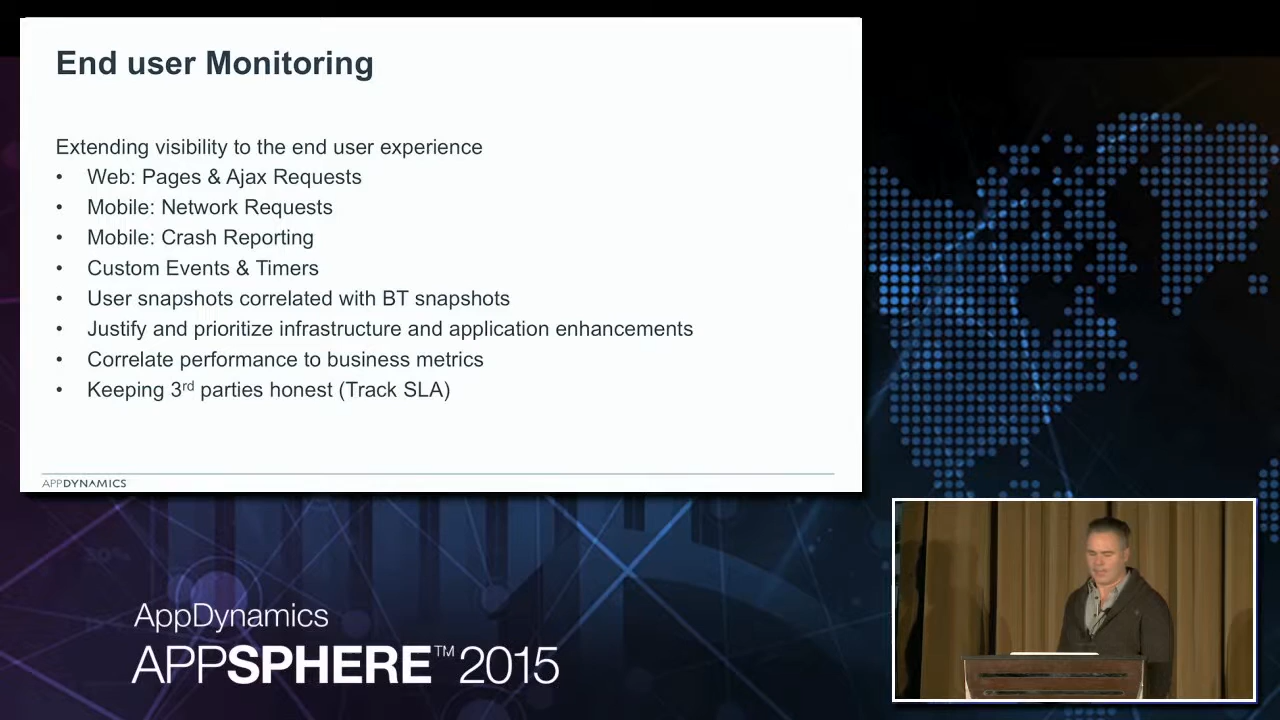 End user Monitoring
Extending visibility to the end user experience
• Web: Pages & Ajax Requests
• Mobile: Network Requests
• Mobile: Crash Reporting
• Custom Events & Timers
• User snapshots correlated with BT snapshots
• Justify and prioritize infrastructure and application enhancements
• Correlate performance to business metrics
• Keeping 3rd parties honest (Track SLA)
APPDYNAMICS
30%
AppDynamics
APPSPHERE™ 2015